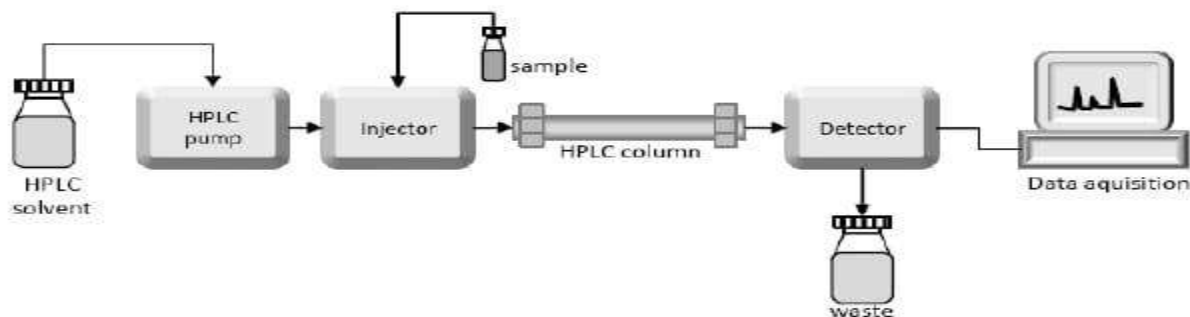 HPLC
solvent
HPLC
pump
Injector
sample
HPLC column
Detector
Data aquisition
waste